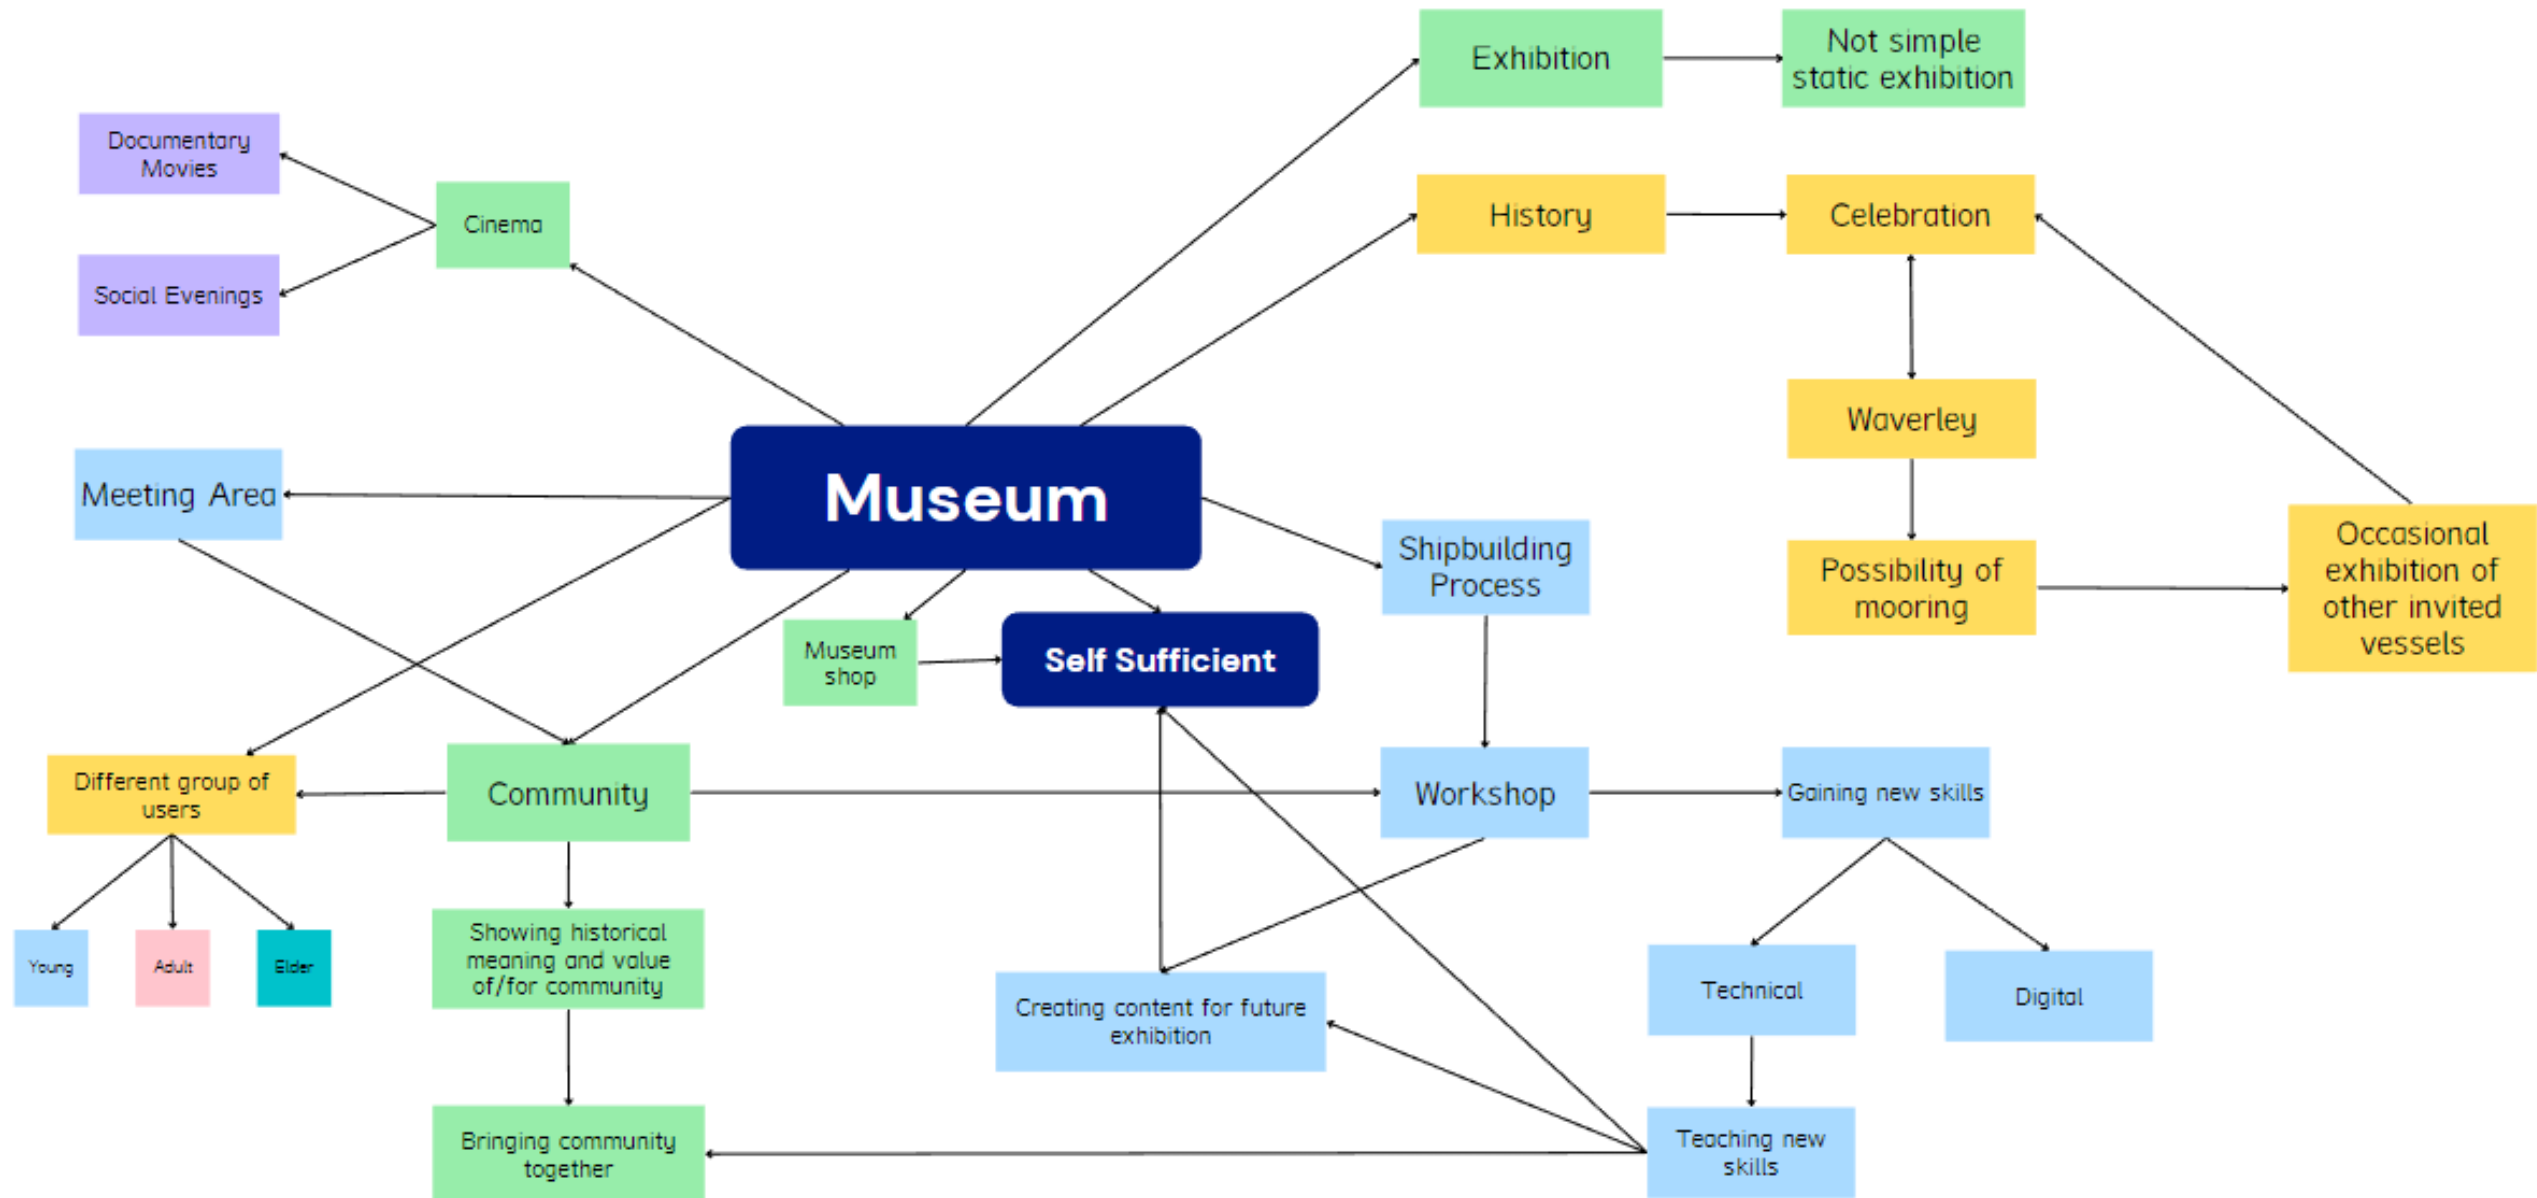 Exhibition
Not simple
static exhibition
Documentary
Movies
Cinema
Social Evenings
History
Celebration
Waverley
Meeting Area
Museum
Shipbuilding
Process
Possibility of
mooring
Occasional
exhibition of
other invited
vessels
Museum
shop
Self Sufficient
Different group of
users
Community
Workshop
Gaining new skills
Young
Adult
Elder
Showing historical
meaning and value
of/for community
Creating content for future
exhibition
Technical
Digital
Bringing community
together
Teaching new
skills